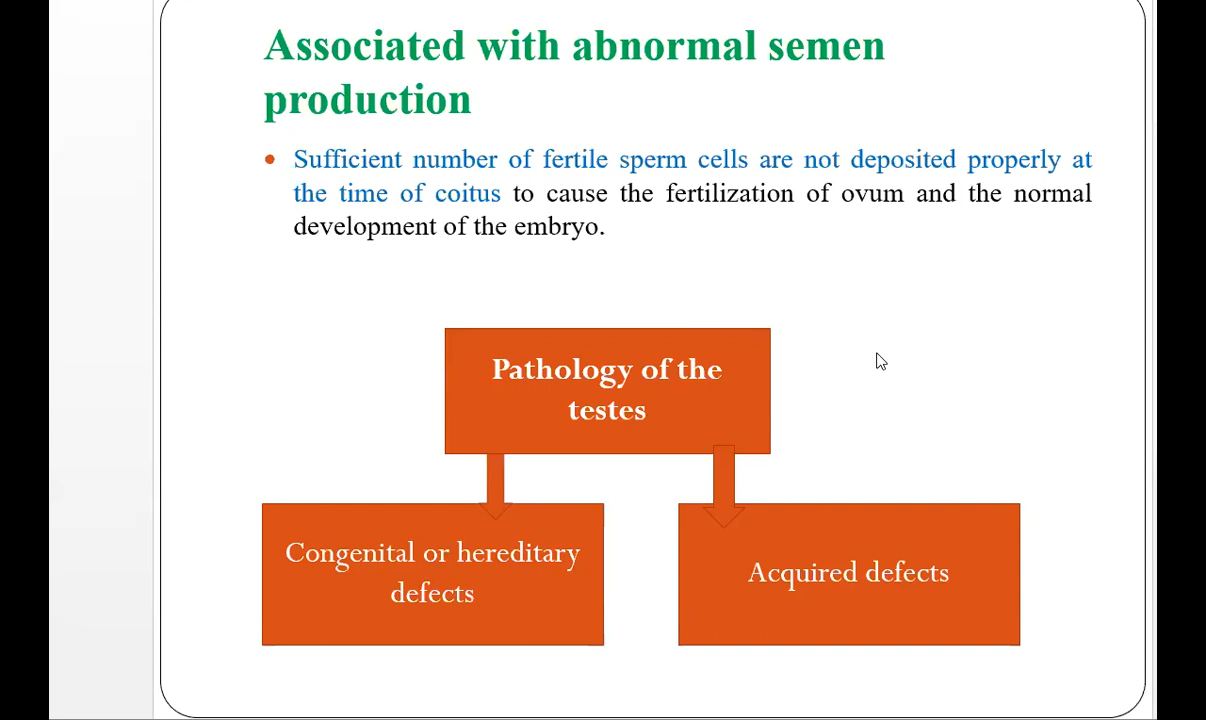 Associated with abnormal semen
production
• Sufficient number of fertile sperm cells are not deposited properly at
the time of coitus to cause the fertilization of ovum and the normal
development of the embryo.
Pathology of the
testes
Congenital or hereditary
defects
Acquired defects